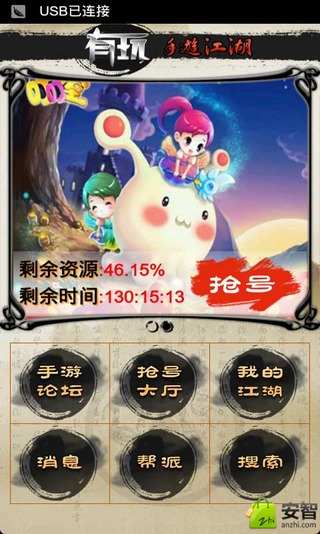 USB已连接
有玩 手游江湖
QQ堂
剩余资源:46.15%
剩余时间:130:15:13
抢号
手游论坛
抢号大厅
我的江湖
消息
帮派
搜索
安智
anzhi.com
Zhi